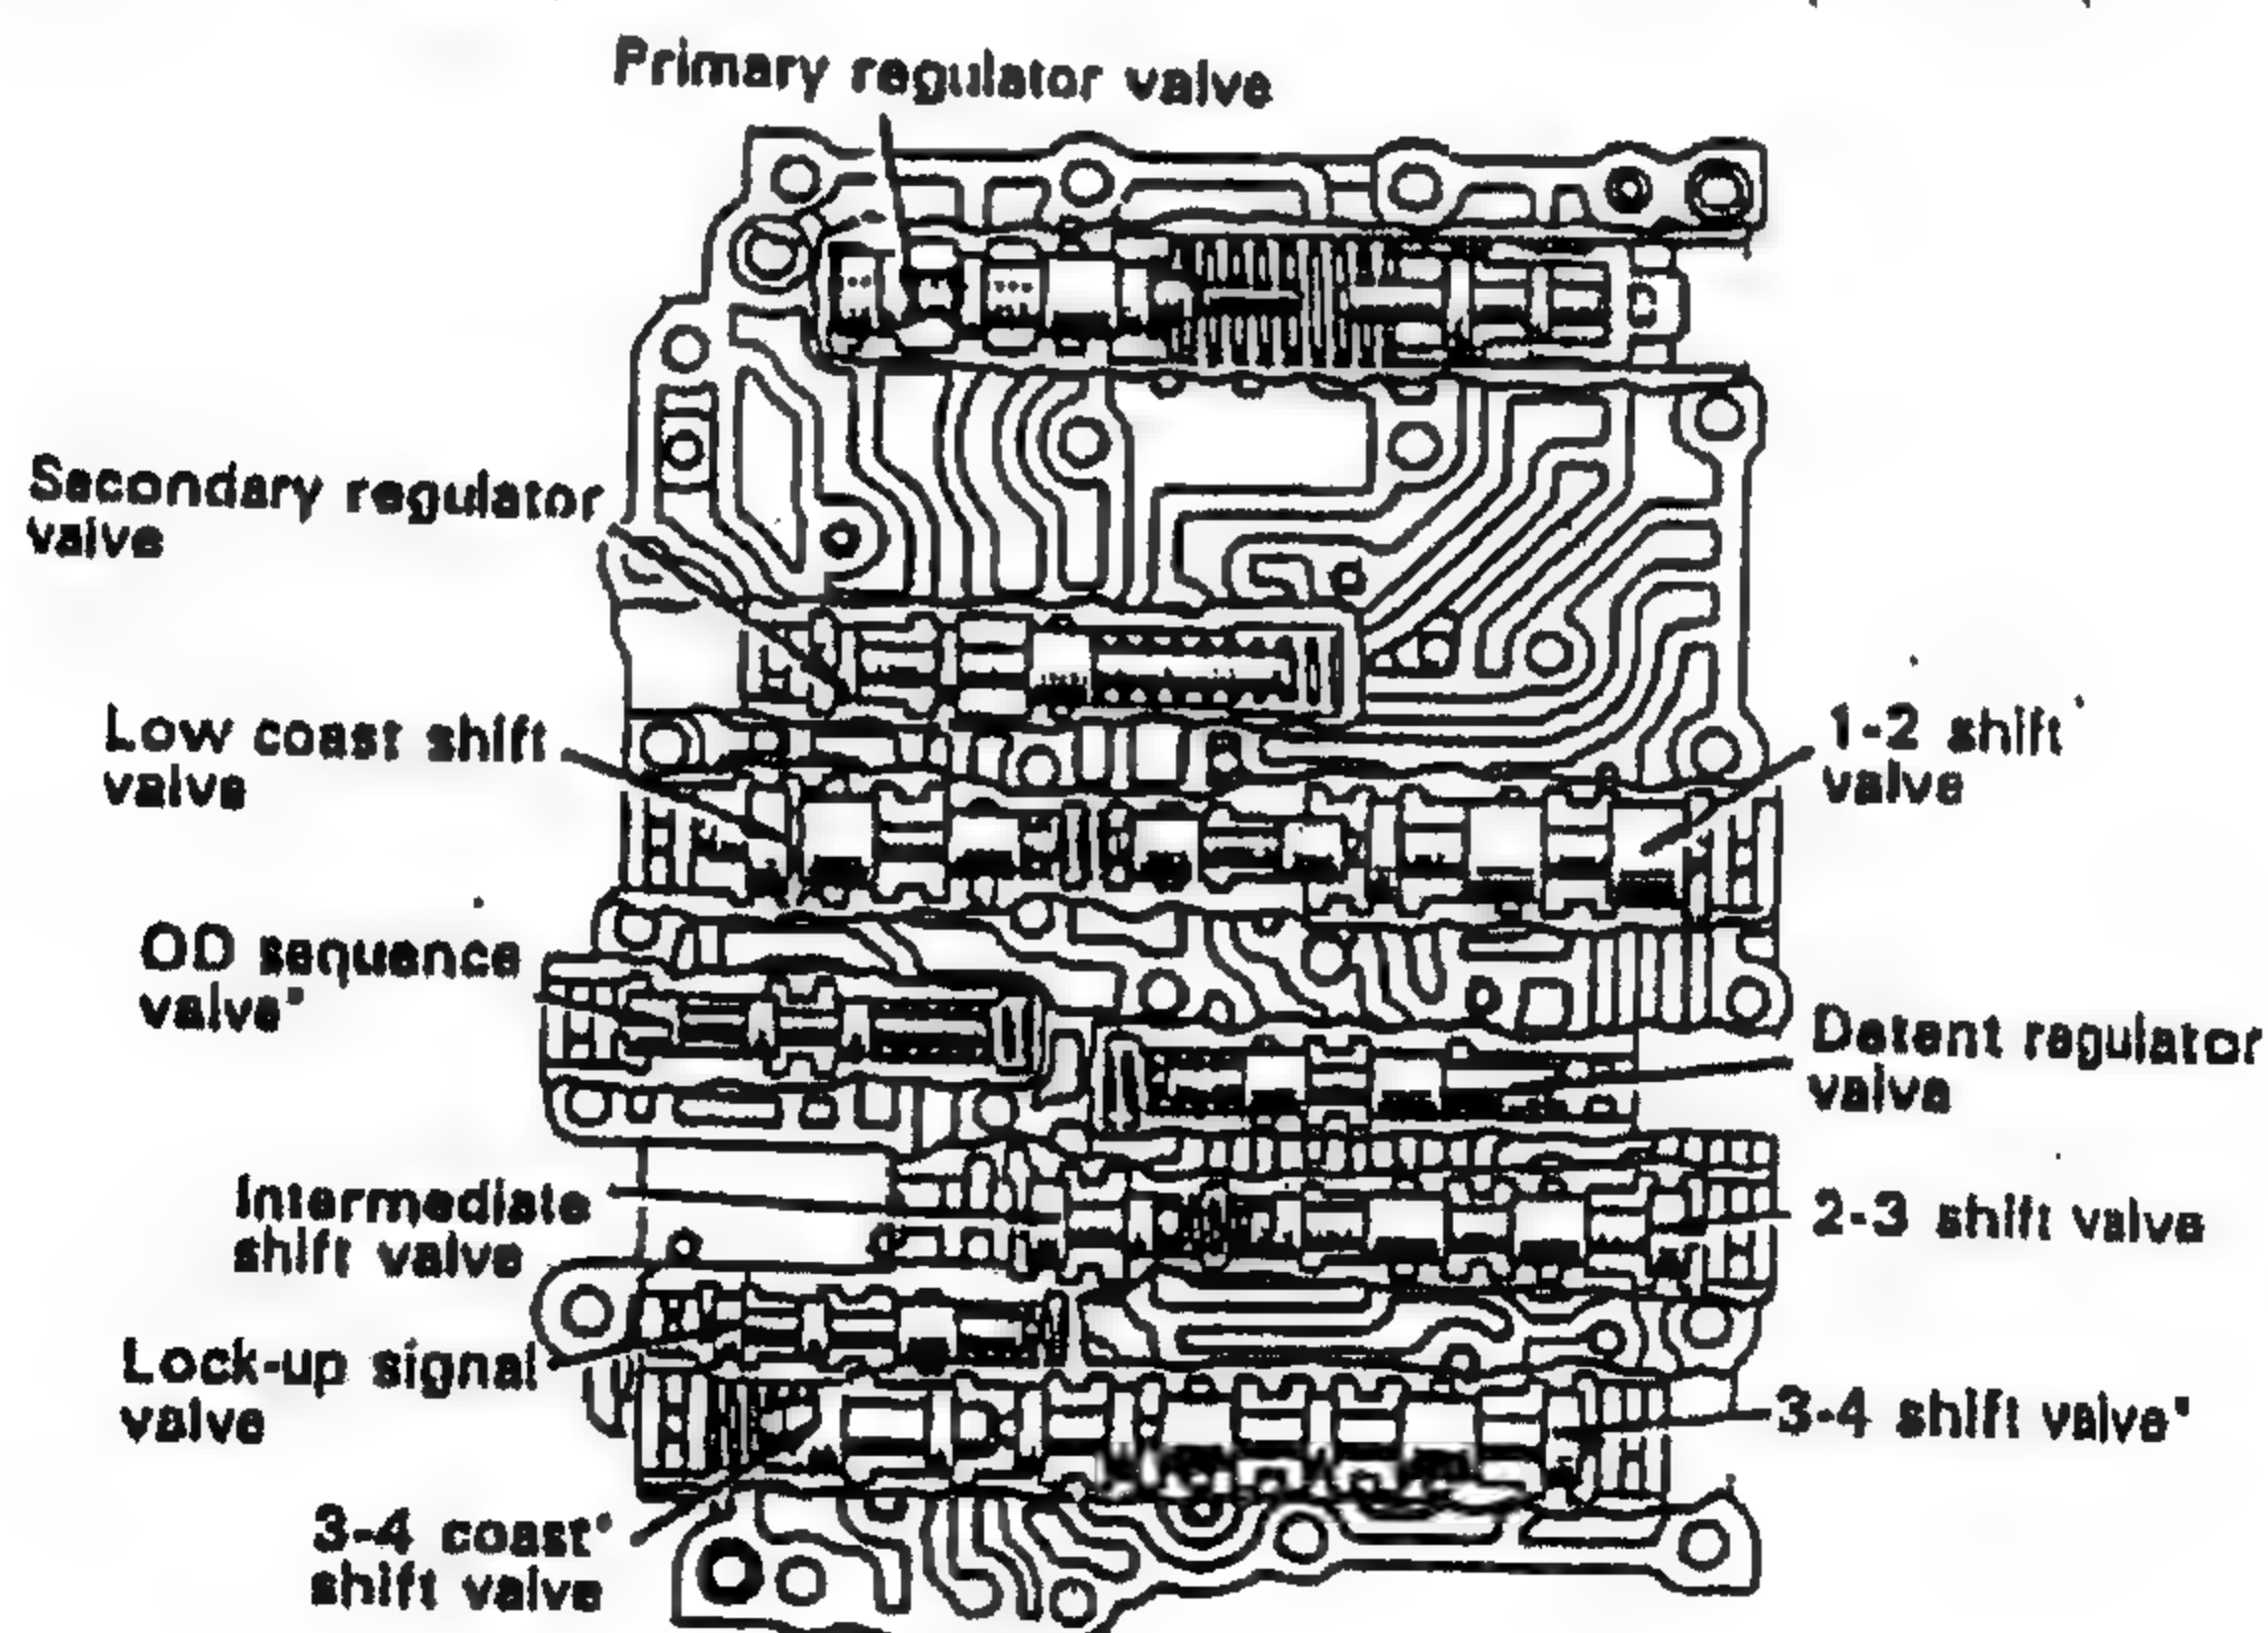 Primary regulator valve
Secondary regulator
valve
Low coast shift
valve
1-2 shift
valve
OD sequence
valve*
Detent regulator
valve
Intermediate
shift valve
2-3 shift valve
Lock-up signal
valve
3-4 shift valve*
3-4 coast*
shift valve